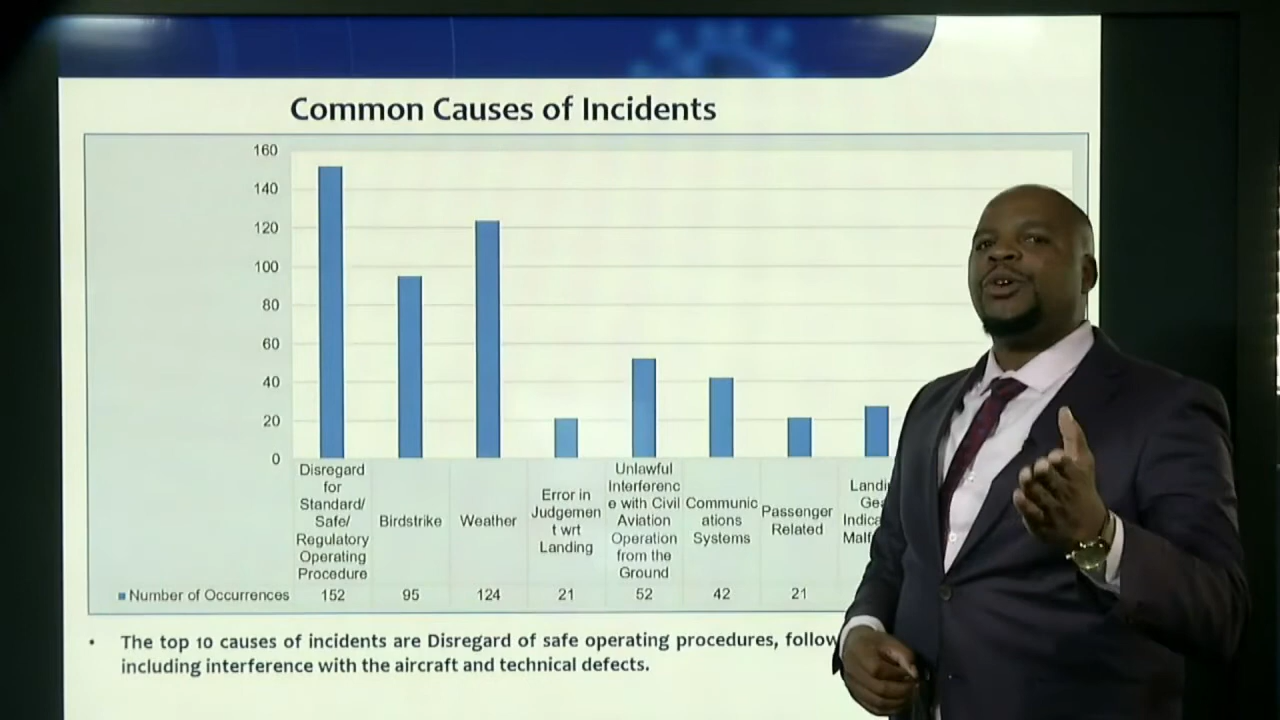 Common Causes of Incidents
160
140
120
100
80
60
40
20
0
Disregard
for
Standard/
Safe/
Regulatory
Operating
Procedure
Birdstrike
Weather
Error in
Judgemen
t wrt
Landing
Unlawful
Interferenc
e with Civil
Aviation
Operation
from the
Ground
Communic
ations
Systems
Passenger
Related
Number of Occurrences 152 95 124 21 52 42 21
• The top 10 causes of incidents are Disregard of safe operating procedures,
including interference with the aircraft and technical defects.